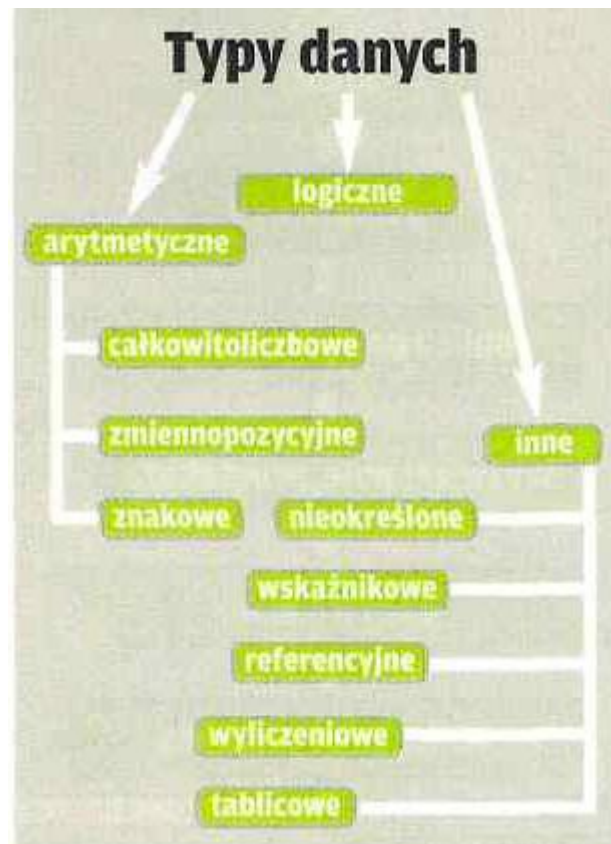 Typy danych
logiczne
arytmetyczne
całkowitoliczbowe
zmiennopozycyjne
inne
znakowe
nieokreślone
wskaźnikowe
referencyjne
wyliczeniowe
tablicowe